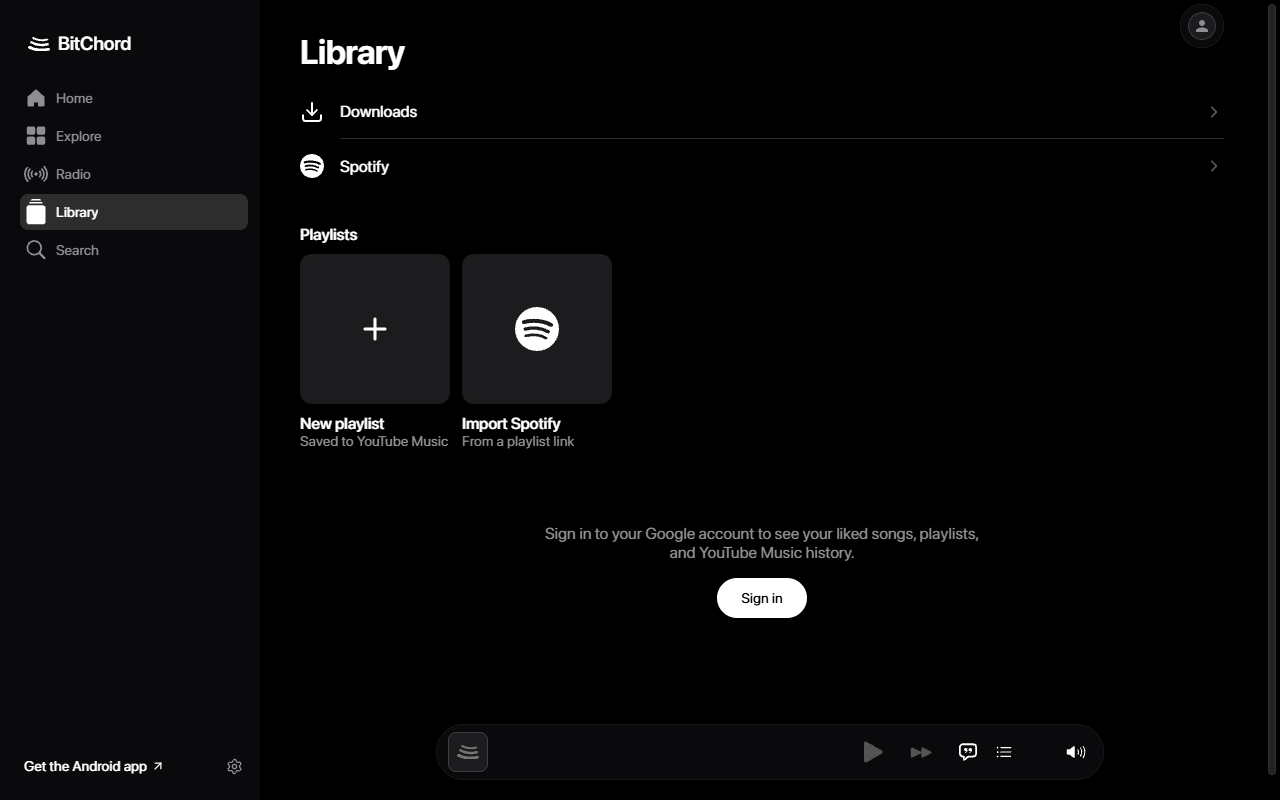 BitChord
Home
Explore
Radio
Library
Search
Get the Android app
Library
Downloads
Spotify
Playlists
New playlist
Saved to YouTube Music
Import Spotify
From a playlist link
Sign in to your Google account to see your liked songs, playlists,
and YouTube Music history.
Sign in